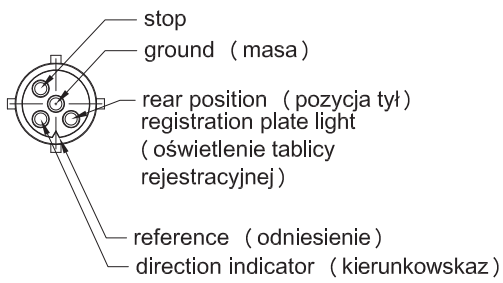 stop
ground (masa)
rear position (pozycja tył)
registration plate light
(oświetlenie tablicy
rejestracyjnej)
reference (odniesienie)
direction indicator (kierunkowskaz)